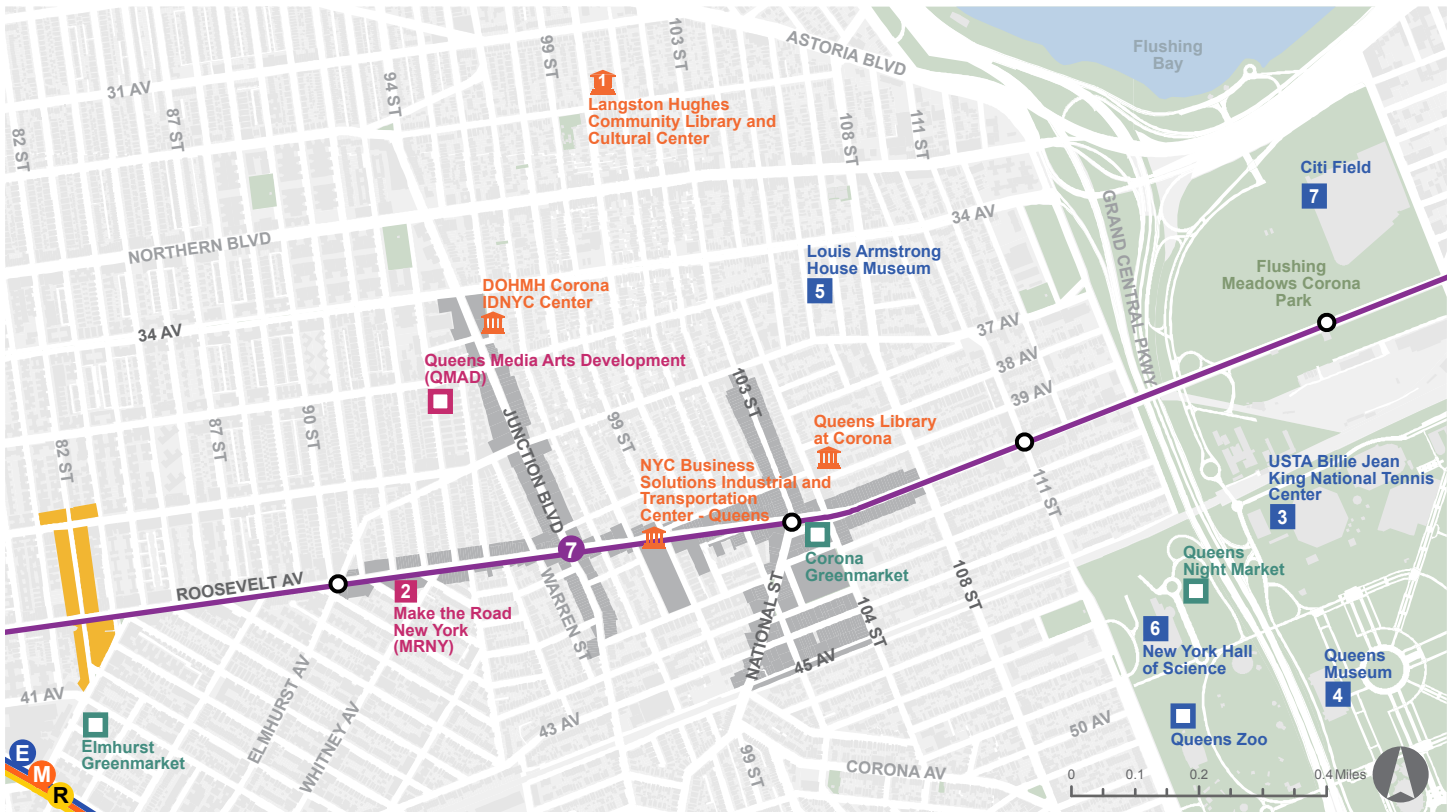 ASTORIA BLVD
Flushing
Bay
99 ST
103 ST
31 AV
94 ST
87 ST
82 ST
1
Langston Hughes
Community Library and
Cultural Center
108 ST
111 ST
Citi Field
7
NORTHERN BLVD
34 AV
GRAND CENTRAL PKWY
Louis Armstrong
House Museum
5
Flushing
Meadows Corona
Park
DOHMH Corona
IDNYC Center
34 AV
37 AV
38 AV
39 AV
Queens Media Arts Development
(QMAD)
103 ST
90 ST
87 ST
82 ST
JUNCTION BLVD
99 ST
Queens Library
at Corona
NYC Business
Solutions Industrial and
Transportation
Center - Queens
111 ST
USTA Billie Jean
King National Tennis
Center
3
7
Corona
Greenmarket
Queens
Night Market
ROOSEVELT AV
2
Make the Road
New York
(MRNY)
WARREN ST
NATIONAL ST
104 ST
108 ST
45 AV
6
New York Hall
of Science
Queens
Museum
4
41 AV
ELMHURST AV
WHITNEY AV
43 AV
50 AV
Elmhurst
Greenmarket
99 ST
CORONA AV
Queens Zoo
E
M
R
0 0.1 0.2 0.4 Miles